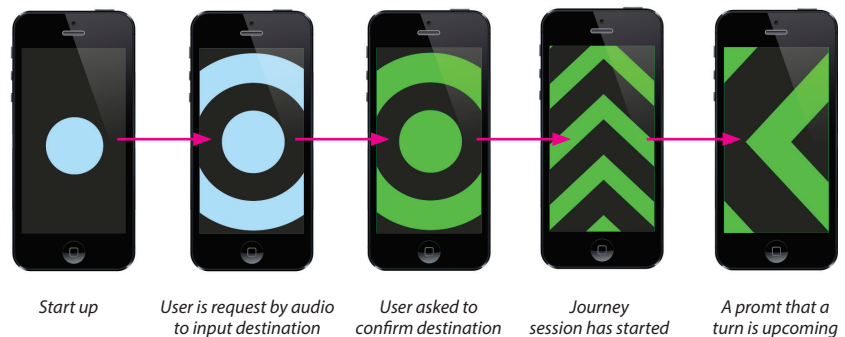 Start up
User is request by audio
to input destination
User asked to
confirm destination
Journey
session has started
A promt that a
turn is upcoming